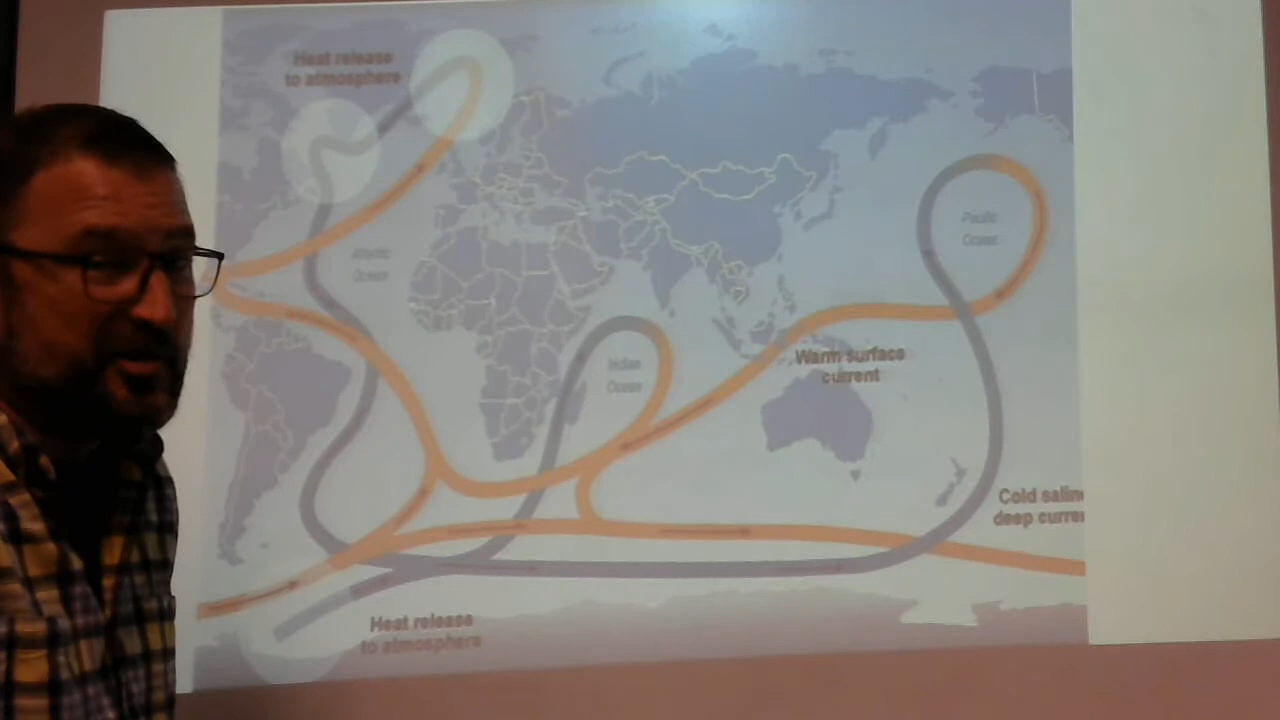 Heat release
to atmosphere
Atlantic
Ocean
Pacific
Ocean
Indian
Ocean
Warm surface
current
Cold saline
deep curre
Heat release
to atmosphere